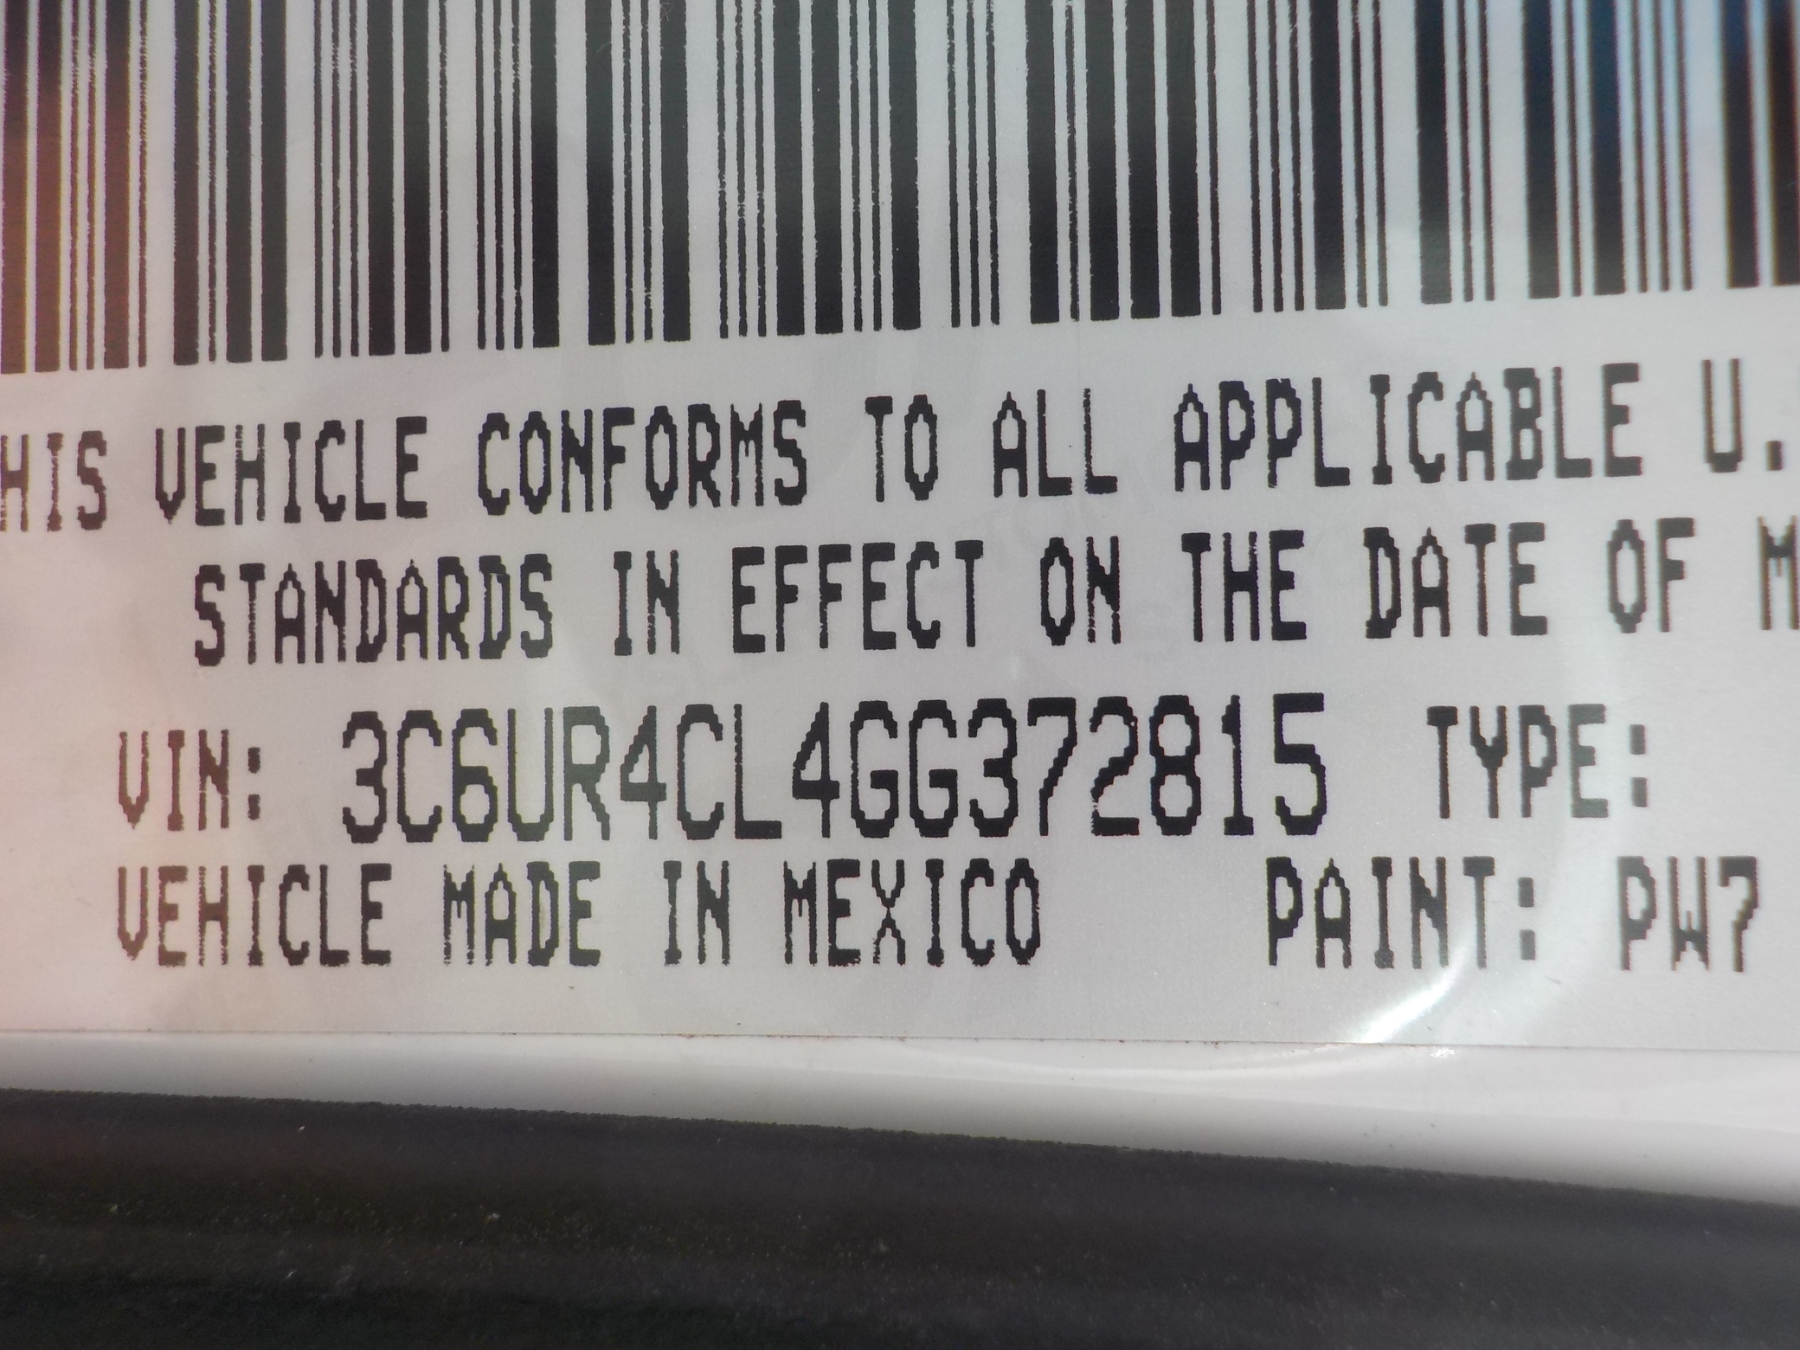 HIS VEHICLE CONFORMS TO ALL APPLICABLE U.
STANDARDS IN EFFECT ON THE DATE OF M
VIN: 3C6UR4CL4GG372815 TYPE:
VEHICLE MADE IN MEXICO PAINT: PW7